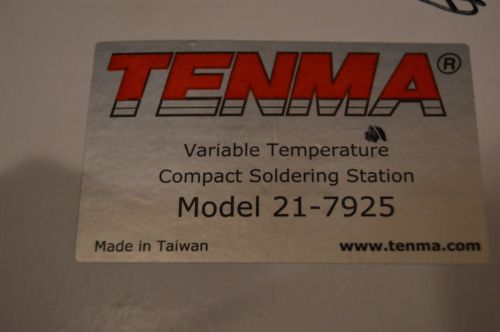 TENMA®
Variable Temperature
Compact Soldering Station
Model 21-7925
Made in Taiwan
www.tenma.com